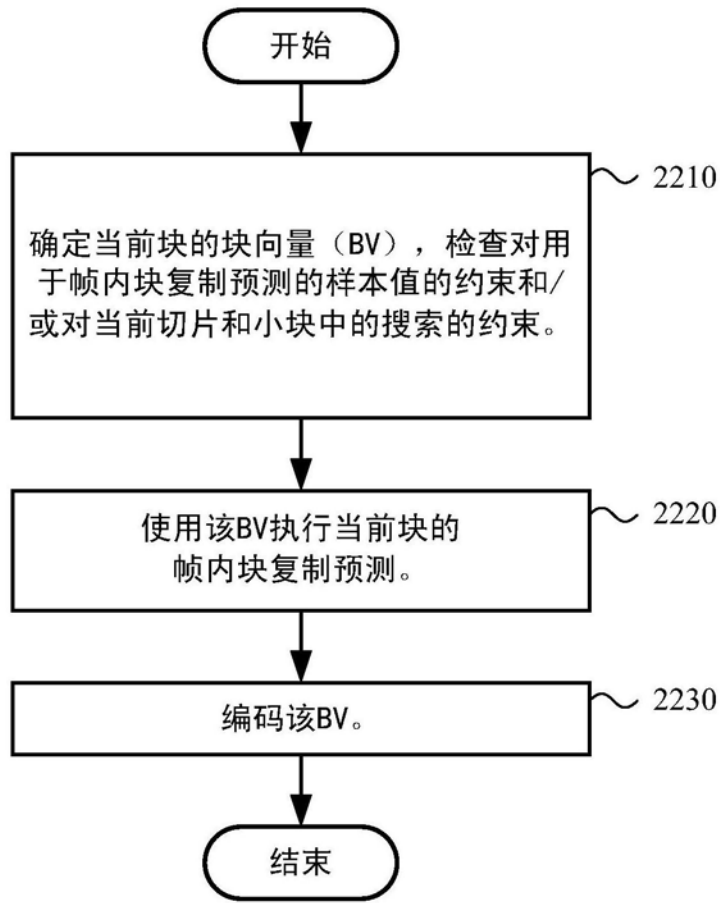 开始
2210
确定当前块的块向量（BV），检查对用
于帧内块复制预测的样本值的约束和/
或对当前切片和小块中的搜索的约束。
2220
使用该BV执行当前块的
帧内块复制预测。
2230
编码该BV。
结束